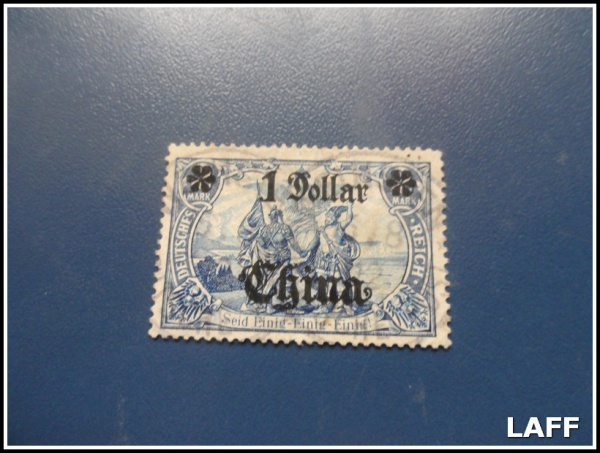 1 Dollar
MARK MARK
DEUTSCHES REICH
China
Seid Einig-Einig-Einig!
LAFF